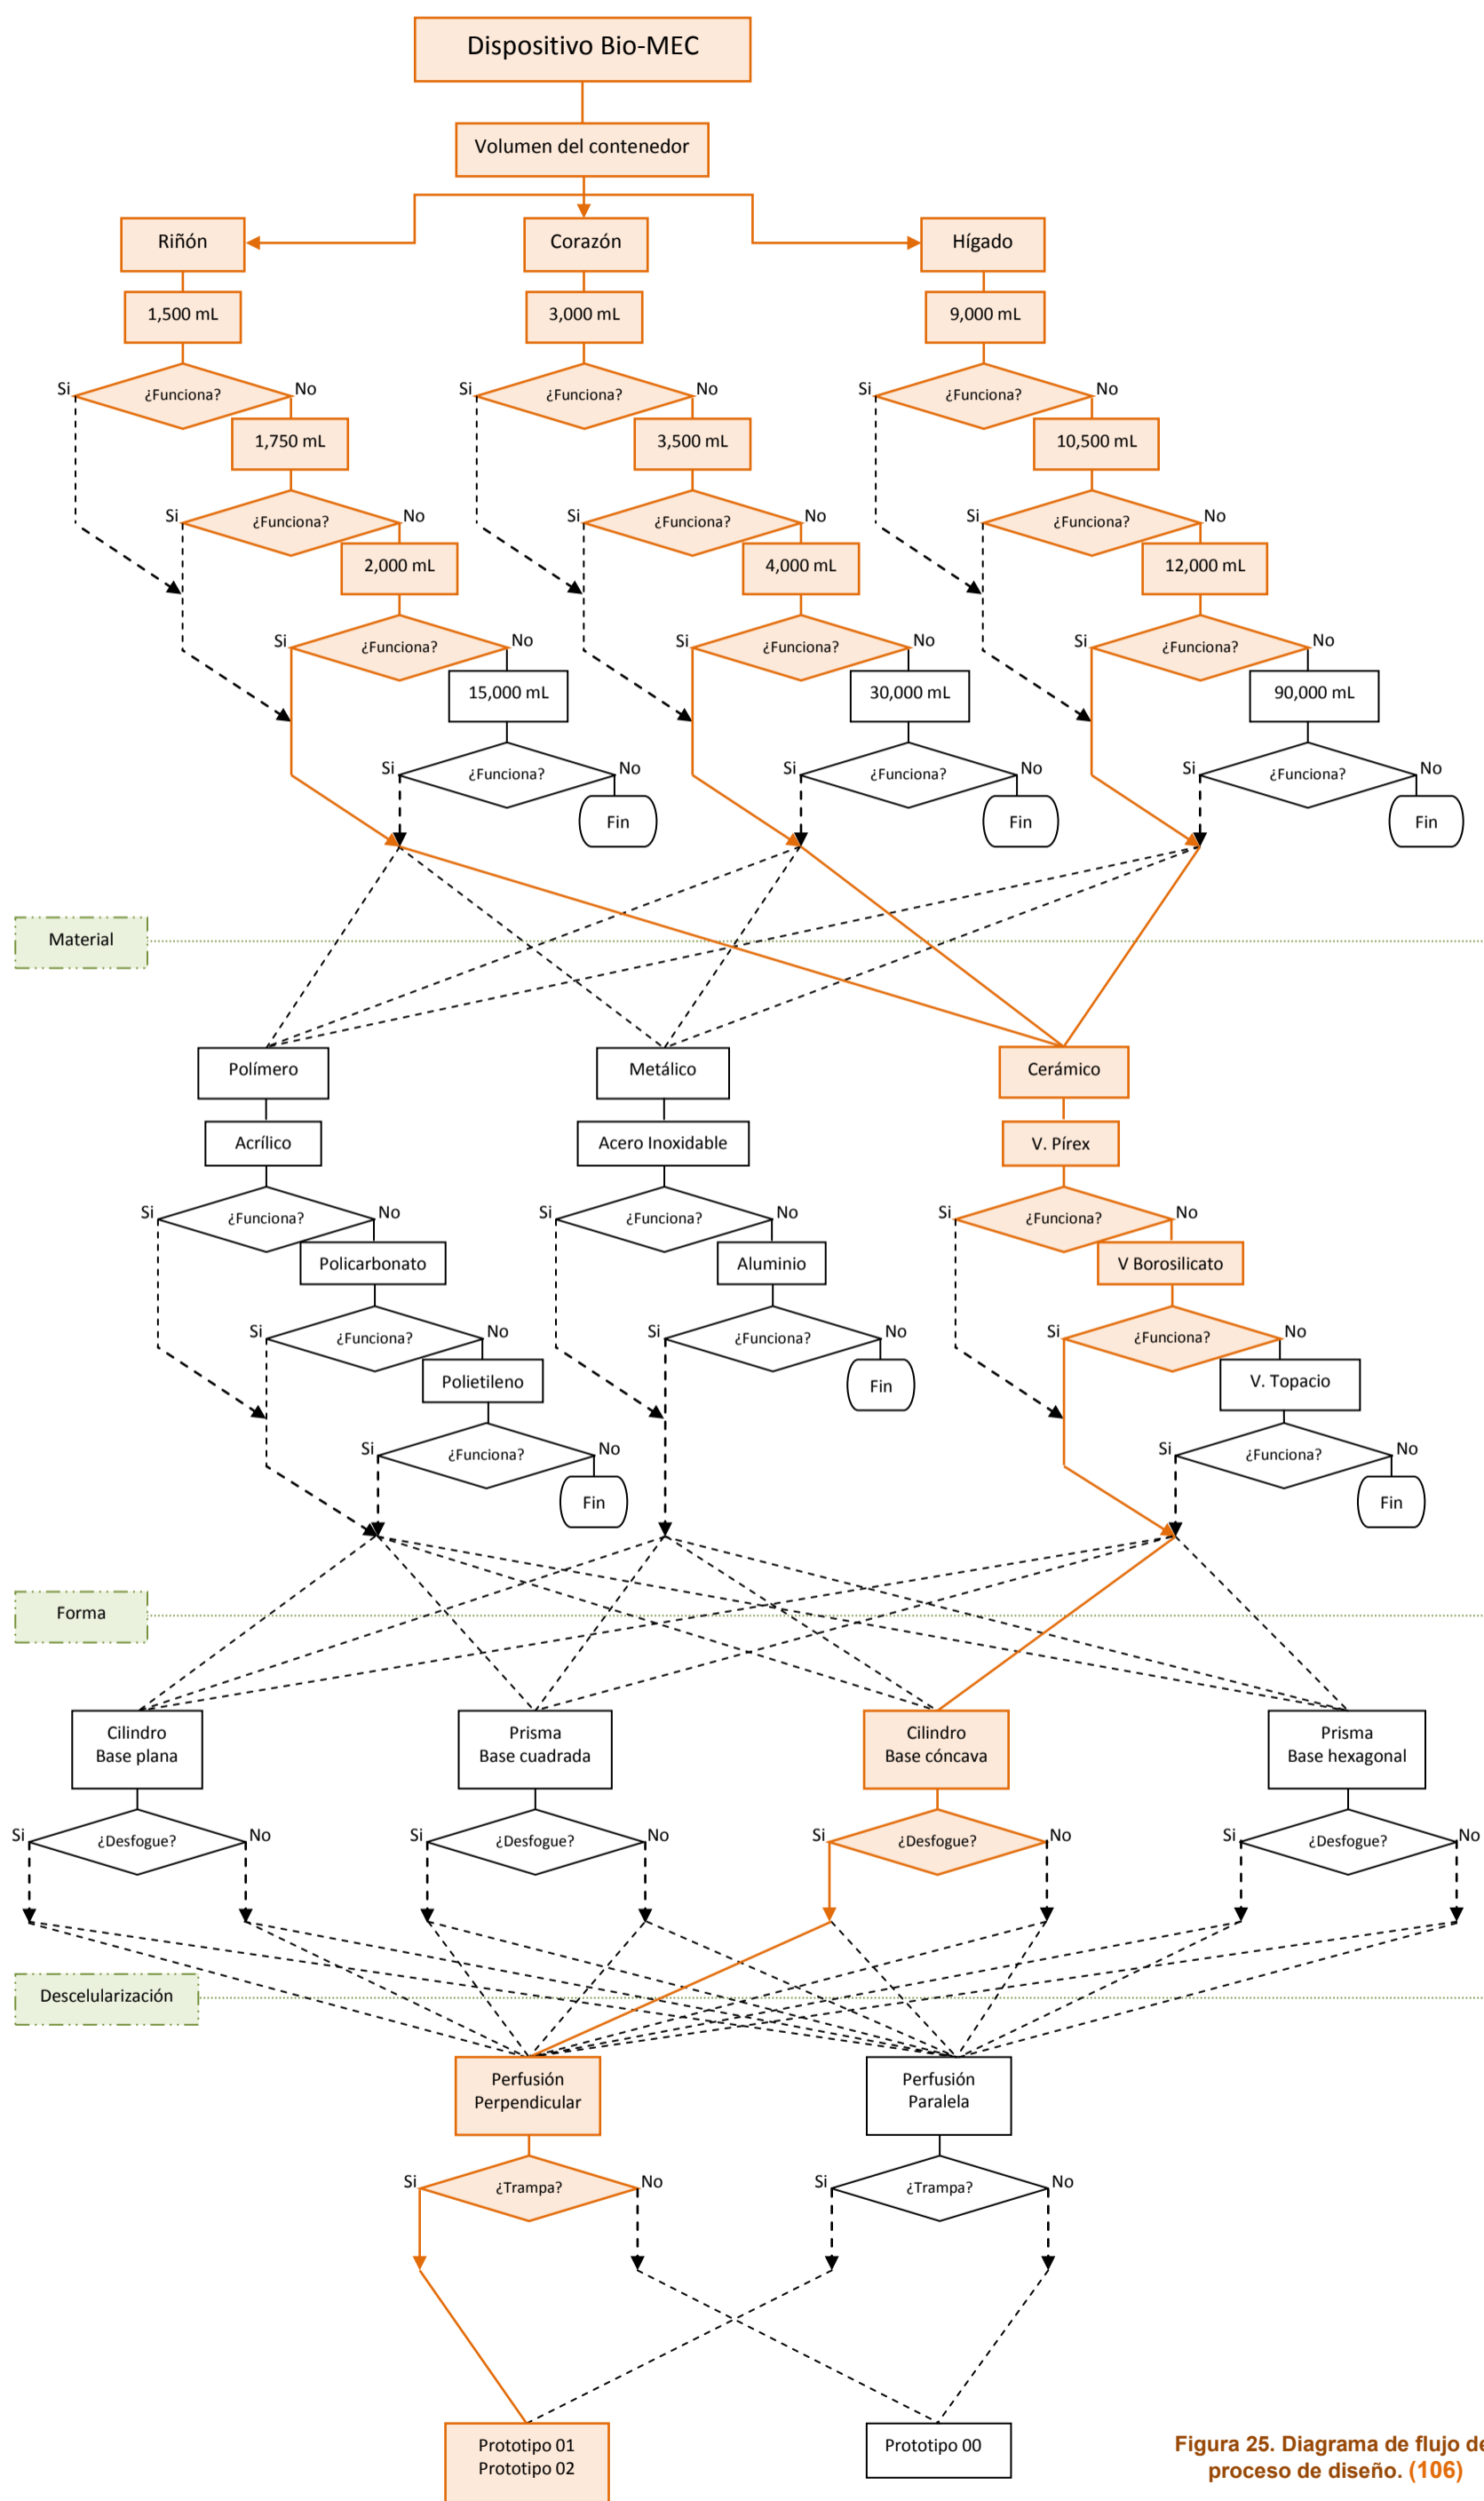 Dispositivo Bio-MEC
Volumen del contenedor
Riñón
Corazón
Hígado
1,500 mL
3,000 mL
9,000 mL
Si
¿Funciona?
No
Si
¿Funciona?
No
Si
¿Funciona?
No
1,750 mL
3,500 mL
10,500 mL
Si
¿Funciona?
No
Si
¿Funciona?
No
Si
¿Funciona?
No
2,000 mL
4,000 mL
12,000 mL
Si
¿Funciona?
No
Si
¿Funciona?
No
Si
¿Funciona?
No
15,000 mL
30,000 mL
90,000 mL
Si
¿Funciona?
No
Si
¿Funciona?
No
Si
¿Funciona?
No
Fin
Fin
Fin
Material
Polímero
Metálico
Cerámico
Acrílico
Acero Inoxidable
V. Pírex
Si
¿Funciona?
No
Si
¿Funciona?
No
Si
¿Funciona?
No
Policarbonato
Aluminio
V Borosilicato
Si
¿Funciona?
No
Si
¿Funciona?
No
Si
¿Funciona?
No
Polietileno
Fin
V. Topacio
Si
¿Funciona?
No
Si
¿Funciona?
No
Fin
Fin
Forma
Cilindro
Base plana
Prisma
Base cuadrada
Cilindro
Base cóncava
Prisma
Base hexagonal
Si
¿Desfogue?
No
Si
¿Desfogue?
No
Si
¿Desfogue?
No
Si
¿Desfogue?
No
Descelularización
Perfusión
Perpendicular
Perfusión
Paralela
Si
¿Trampa?
No
Si
¿Trampa?
No
Prototipo 01
Prototipo 02
Prototipo 00
Figura 25. Diagrama de flujo de
proceso de diseño. (106)